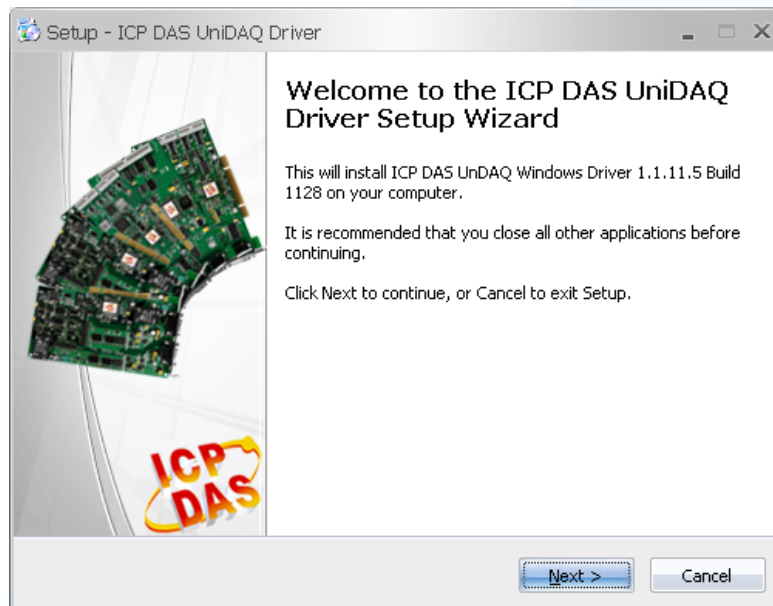 Setup - ICP DAS UniDAQ Driver
Welcome to the ICP DAS UniDAQ
Driver Setup Wizard
This will install ICP DAS UnDAQ Windows Driver 1.1.11.5 Build
1128 on your computer.
It is recommended that you close all other applications before
continuing.
Click Next to continue, or Cancel to exit Setup.
ICP
DAS
Next >
Cancel